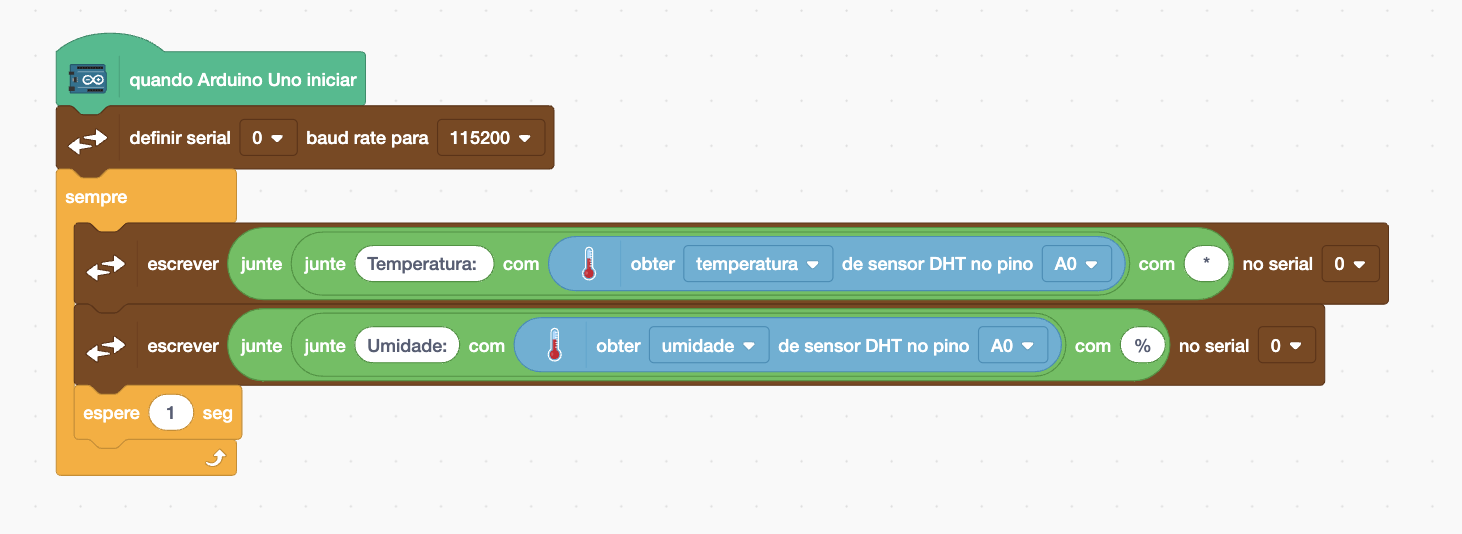 quando Arduino Uno iniciar
definir serial 0 baud rate para 115200
sempre
escrever junte junte Temperatura: com obter temperatura de sensor DHT no pino A0 com * no serial 0
escrever junte junte Umidade: com obter umidade de sensor DHT no pino A0 com % no serial 0
espere 1 seg